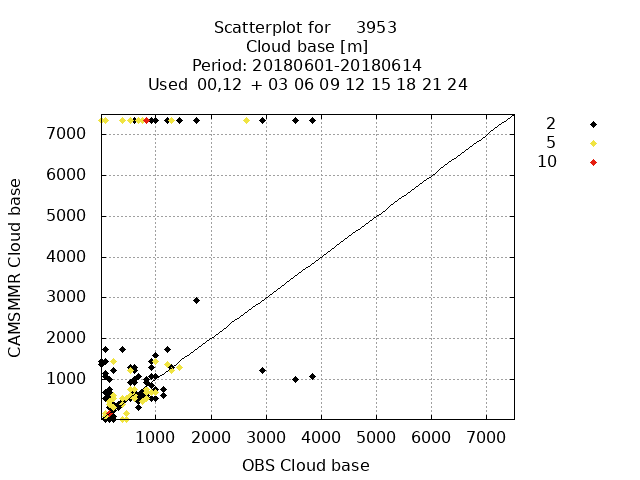 Scatterplot for 3953
Cloud base [m]
Period: 20180601-20180614
Used 00,12 + 03 06 09 12 15 18 21 24
2
5
10
7000
6000
5000
4000
3000
2000
1000
CAMSMMR Cloud base
1000 2000 3000 4000 5000 6000 7000
OBS Cloud base